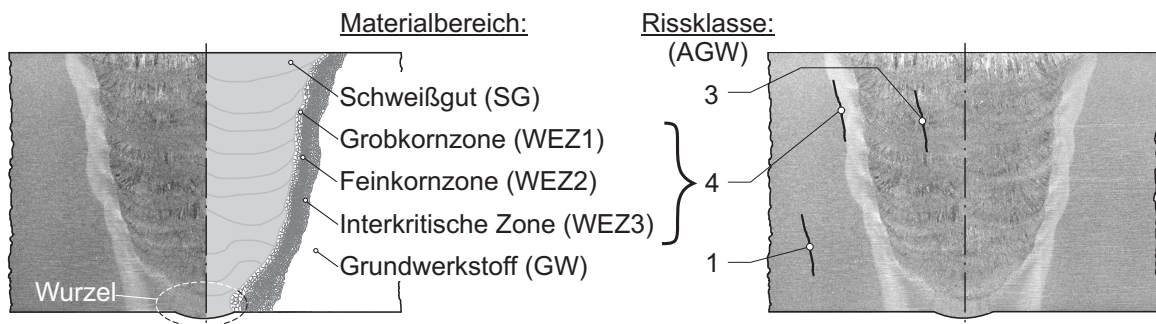 Materialbereich:
Rissklasse:
(AGW)
Schweißgut (SG)
3
Grobkornzone (WEZ1)
Feinkornzone (WEZ2)
4
Interkritische Zone (WEZ3)
Grundwerkstoff (GW)
1
Wurzel